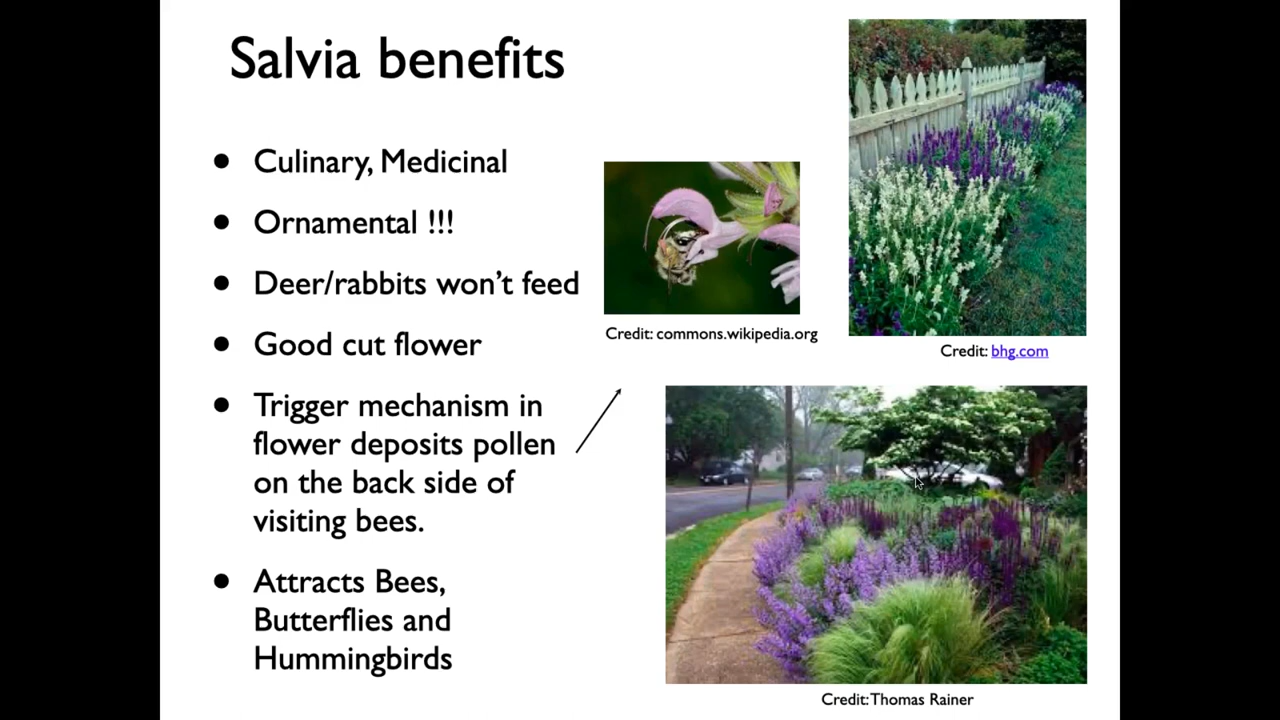 Salvia benefits
• Culinary, Medicinal
• Ornamental !!!
• Deer/rabbits won't feed
• Good cut flower
• Trigger mechanism in
flower deposits pollen
on the back side of
visiting bees.
• Attracts Bees,
Butterflies and
Hummingbirds
Credit: commons.wikipedia.org
Credit: bhg.com
Credit: Thomas Rainer